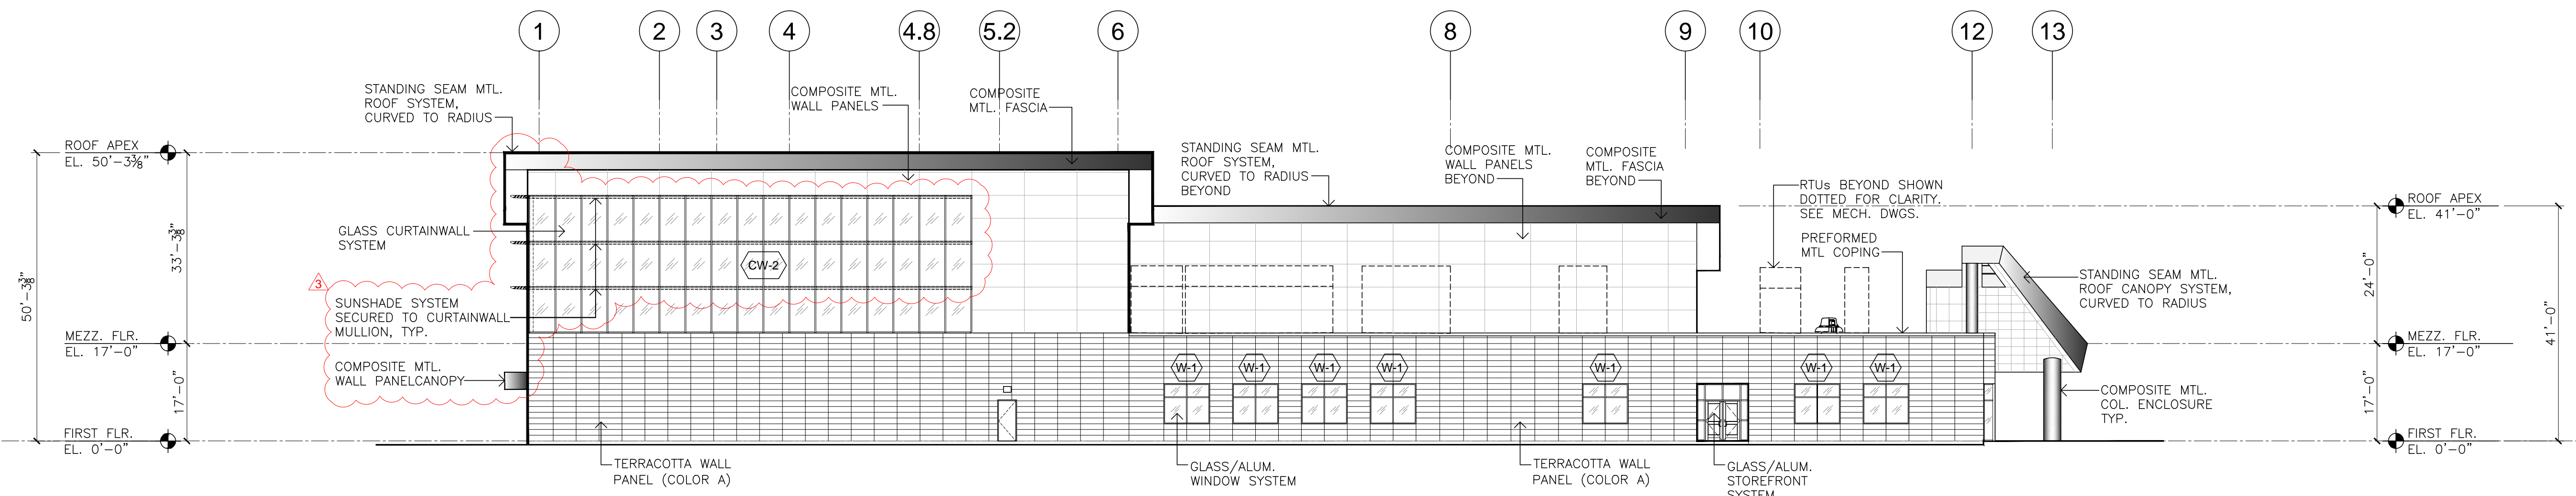 1
2
3
4
4.8
5.2
6
8
9
10
12
13
STANDING SEAM MTL.
ROOF SYSTEM,
CURVED TO RADIUS
COMPOSITE MTL.
WALL PANELS
COMPOSITE
MTL. FASCIA
STANDING SEAM MTL.
ROOF SYSTEM,
CURVED TO RADIUS
BEYOND
COMPOSITE MTL.
WALL PANELS
BEYOND
COMPOSITE
MTL. FASCIA
BEYOND
RTUs BEYOND SHOWN
DOTTED FOR CLARITY.
SEE MECH. DWGS.
PREFORMED
MTL COPING
ROOF APEX
EL. 50'-3⅜"
50'-3⅜"
33'-3⅜"
17'-0"
MEZZ. FLR.
EL. 17'-0"
FIRST FLR.
EL. 0'-0"
GLASS CURTAINWALL
SYSTEM
3
SUNSHADE SYSTEM
SECURED TO CURTAINWALL
MULLION, TYP.
COMPOSITE MTL.
WALL PANELCANOPY
CW-2
W-1
W-1
W-1
W-1
W-1
W-1
W-1
STANDING SEAM MTL.
ROOF CANOPY SYSTEM,
CURVED TO RADIUS
COMPOSITE MTL.
COL. ENCLOSURE
TYP.
ROOF APEX
EL. 41'-0"
24'-0"
41'-0"
MEZZ. FLR.
EL. 17'-0"
17'-0"
FIRST FLR.
EL. 0'-0"
TERRACOTTA WALL
PANEL (COLOR A)
GLASS/ALUM.
WINDOW SYSTEM
TERRACOTTA WALL
PANEL (COLOR A)
GLASS/ALUM.
STOREFRONT
SYSTEM